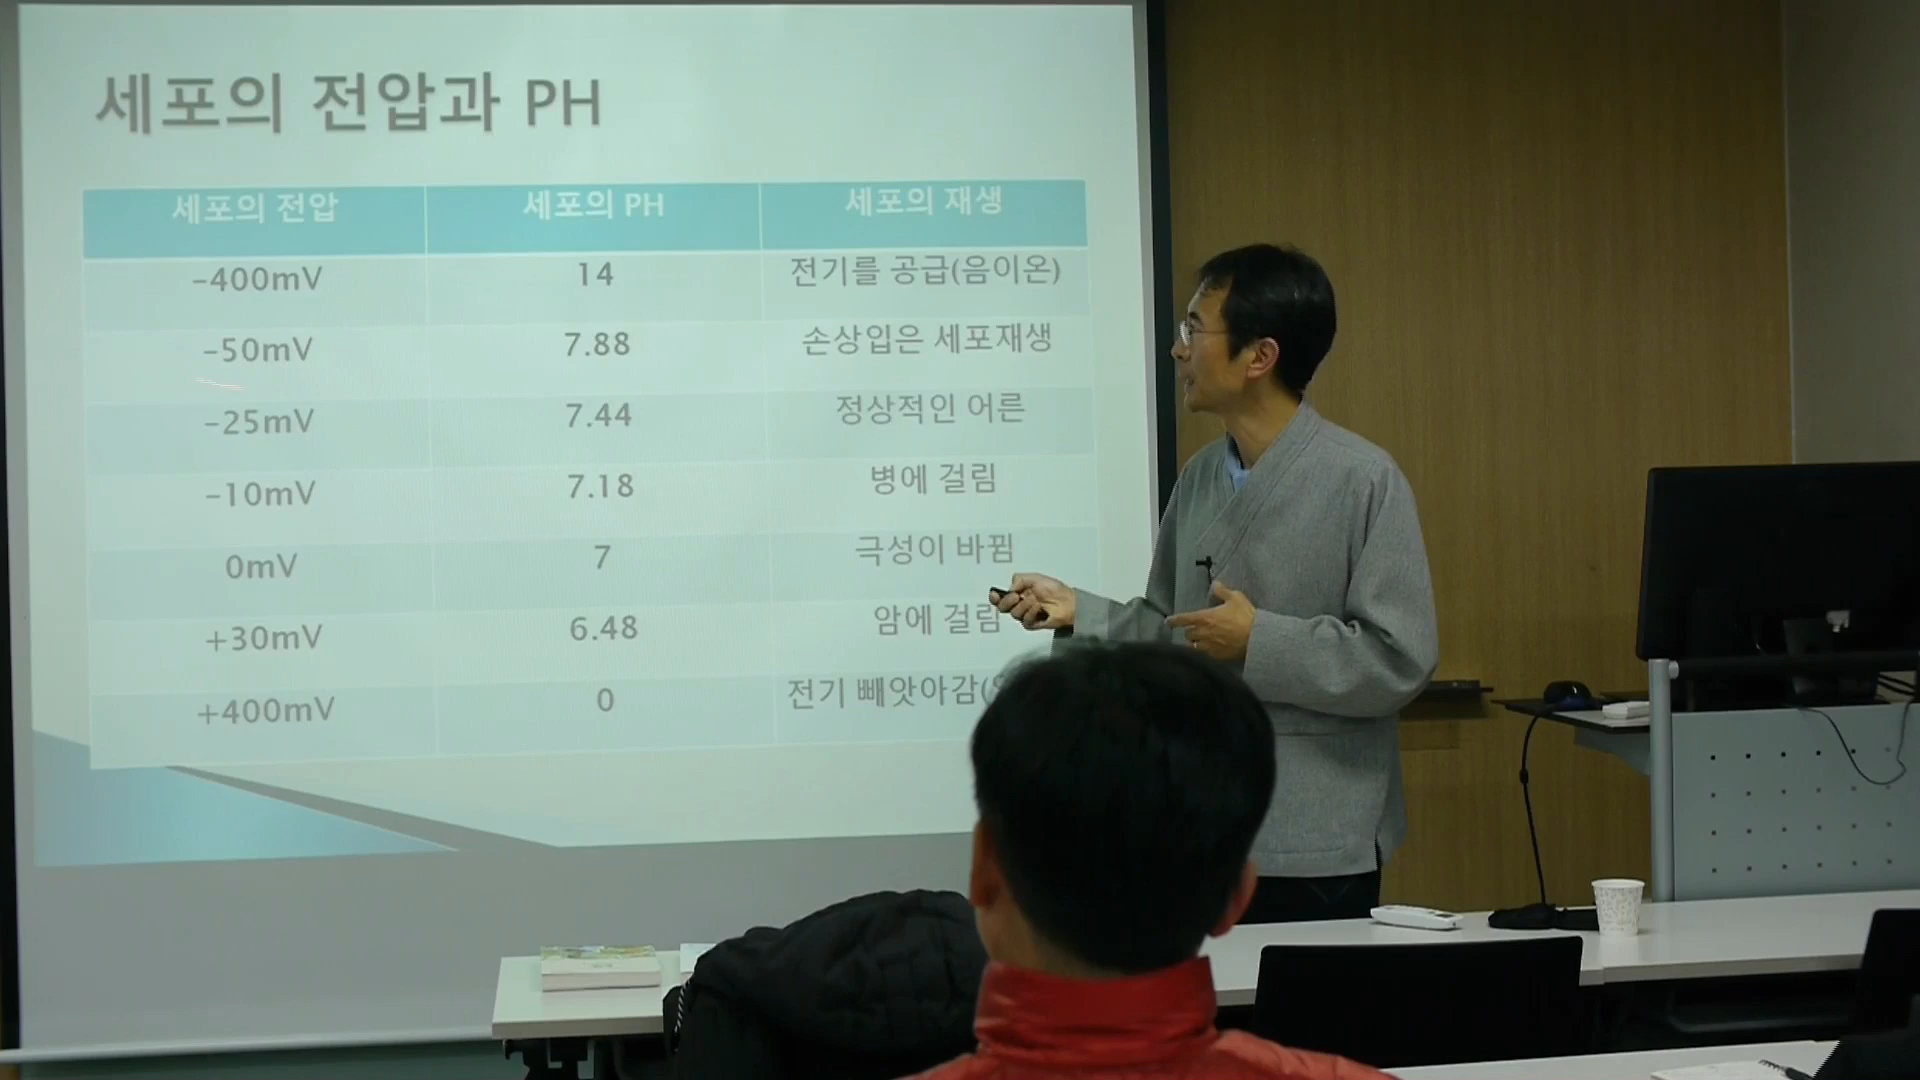 세포의 전압과 PH
세포의 전압 세포의 PH 세포의 재생
-400mV 14 전기를 공급(음이온)
-50mV 7.88 손상입은 세포재생
-25mV 7.44 정상적인 어른
-10mV 7.18 병에 걸림
0mV 7 극성이 바뀜
+30mV 6.48 암에 걸림
+400mV 0 전기 빼앗아감(